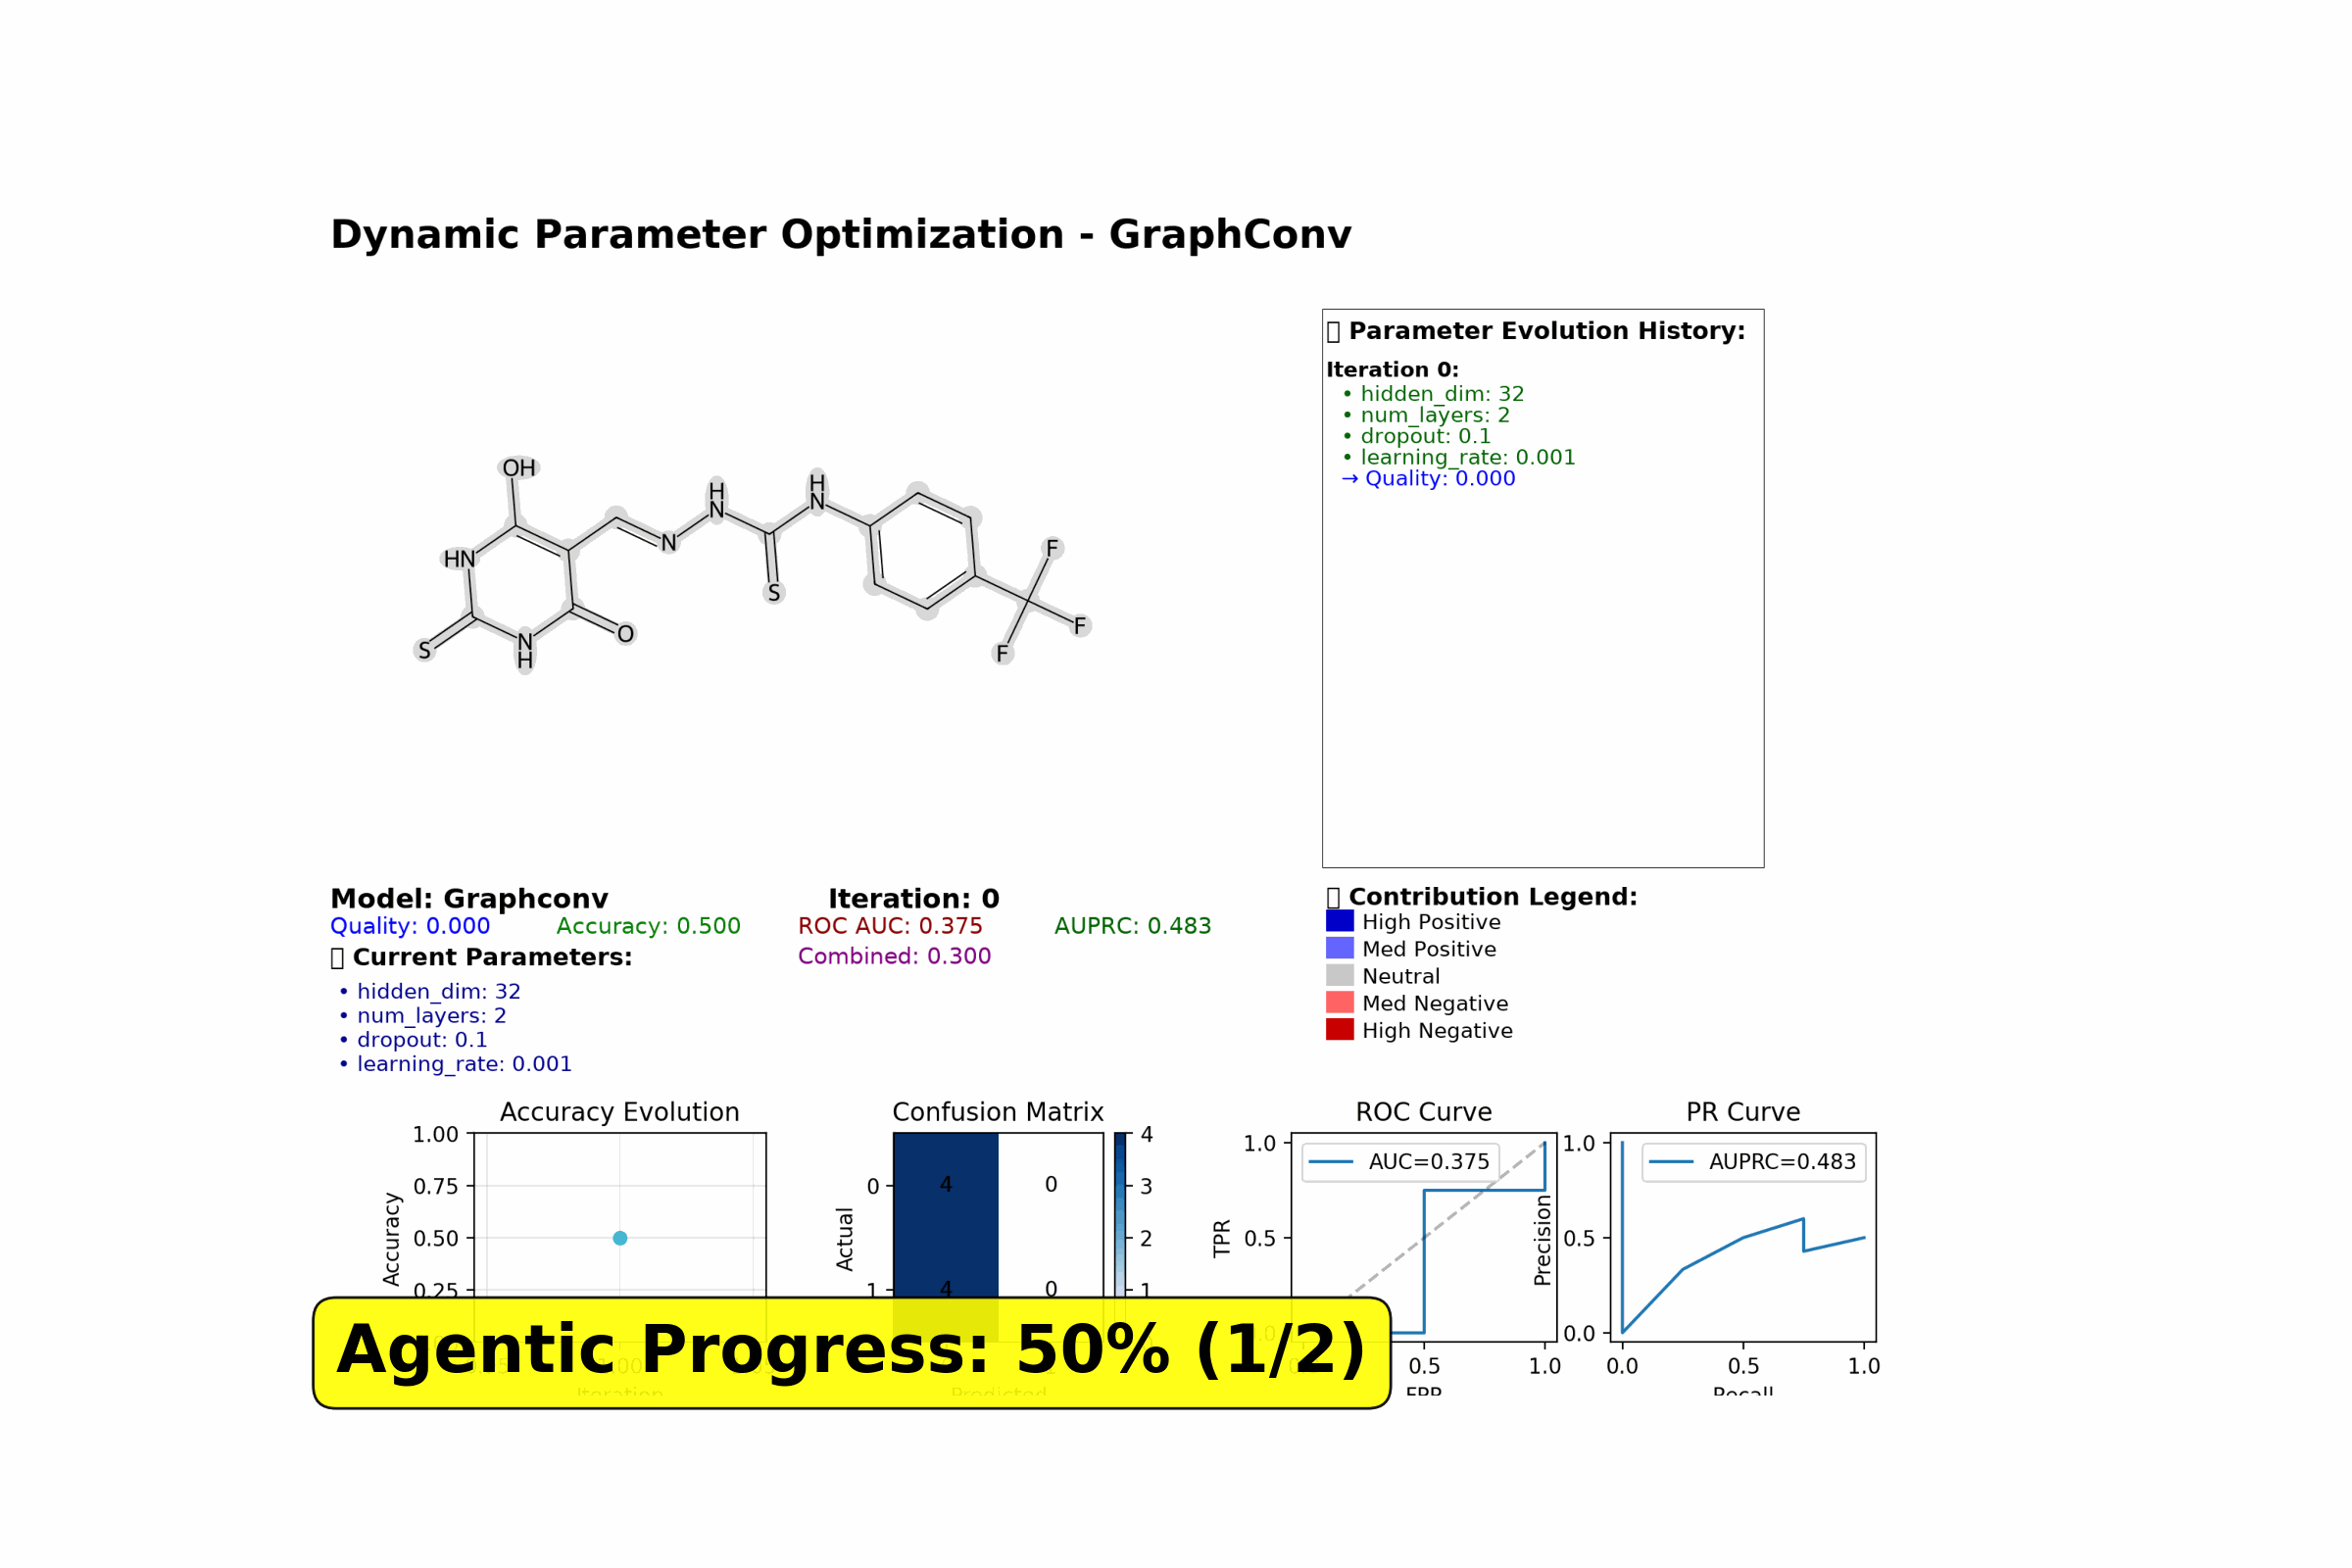 Dynamic Parameter Optimization - GraphConv
Parameter Evolution History:
Iteration 0:
• hidden_dim: 32
• num_layers: 2
• dropout: 0.1
• learning_rate: 0.001
→ Quality: 0.000
OH
HN
S
N
H
O
N
H
N
S
H
N
F
F
F
Model: Graphconv
Iteration: 0
Quality: 0.000
Accuracy: 0.500
ROC AUC: 0.375
AUPRC: 0.483
Combined: 0.300
Current Parameters:
• hidden_dim: 32
• num_layers: 2
• dropout: 0.1
• learning_rate: 0.001
Contribution Legend:
High Positive
Med Positive
Neutral
Med Negative
High Negative
Accuracy Evolution
Accuracy
1.00
0.75
0.50
0.25
Iteration
Confusion Matrix
Actual
0
1
4
0
4
0
4
3
2
1
Predicted
ROC Curve
TPR
1.0
0.5
AUC=0.375
0.5
1.0
FPR
PR Curve
Precision
1.0
0.5
0.0
AUPRC=0.483
0.0
0.5
1.0
Recall
Agentic Progress: 50% (1/2)